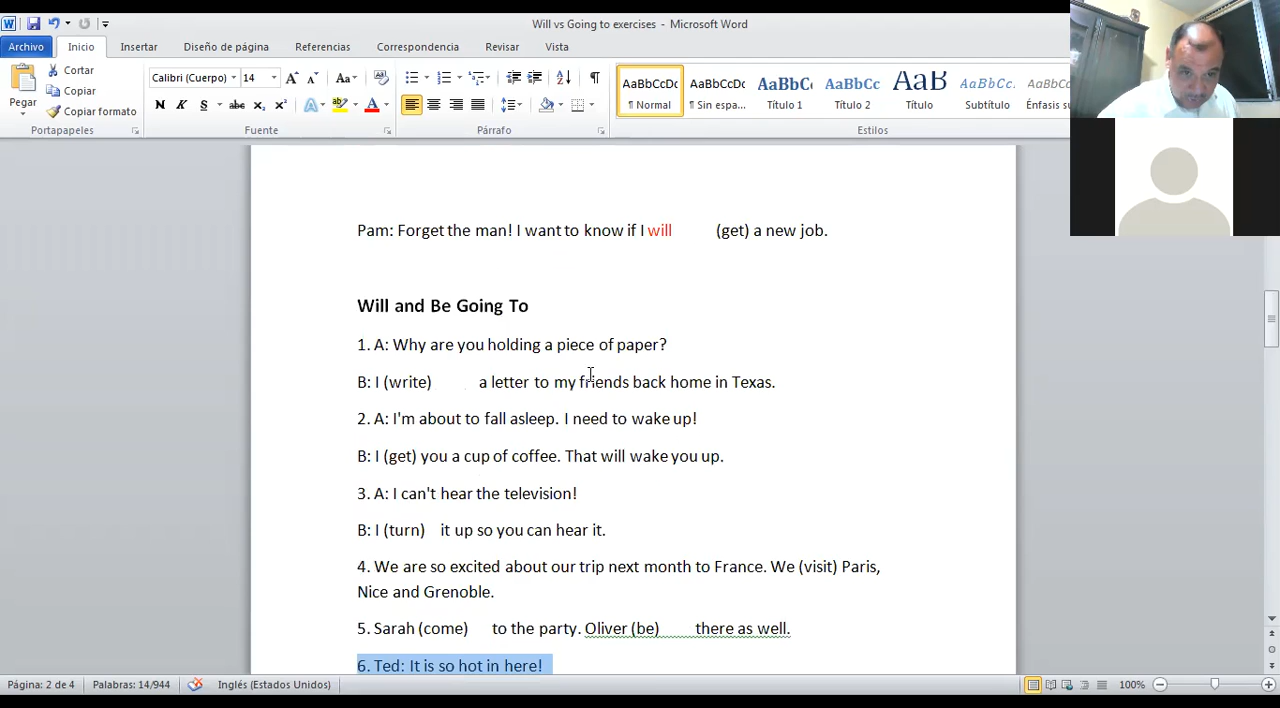 Will vs Going to exercises - Microsoft Word
Archivo Inicio Insertar Diseño de página Referencias Correspondencia Revisar Vista
Pegar
Cortar
Copiar
Copiar formato
Portapapeles
Calibri (Cuerpo) 14
Fuente
Párrafo
AaBbCcDc AaBbCcDc AaBbC AaBbCc AaB AaBbCc. AaBbCcD
¶ Normal ¶ Sin espa... Título 1 Título 2 Título Subtítulo Énfasis su
Estilos
Pam: Forget the man! I want to know if I will (get) a new job.
Will and Be Going To
1. A: Why are you holding a piece of paper?
B: I (write) a letter to my friends back home in Texas.
2. A: I'm about to fall asleep. I need to wake up!
B: I (get) you a cup of coffee. That will wake you up.
3. A: I can't hear the television!
B: I (turn) it up so you can hear it.
4. We are so excited about our trip next month to France. We (visit) Paris,
Nice and Grenoble.
5. Sarah (come) to the party. Oliver (be) there as well.
6. Ted: It is so hot in here!
Página: 2 de 4 Palabras: 14/944 Inglés (Estados Unidos) 100%